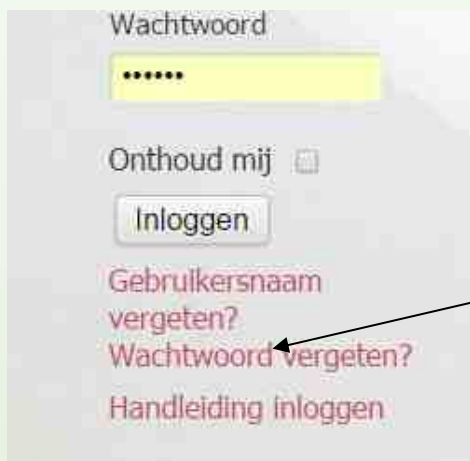 Wachtwoord
••••••
Onthoud mij
Inloggen
Gebruikersnaam
vergeten?
Wachtwoord vergeten?
Handleiding inloggen